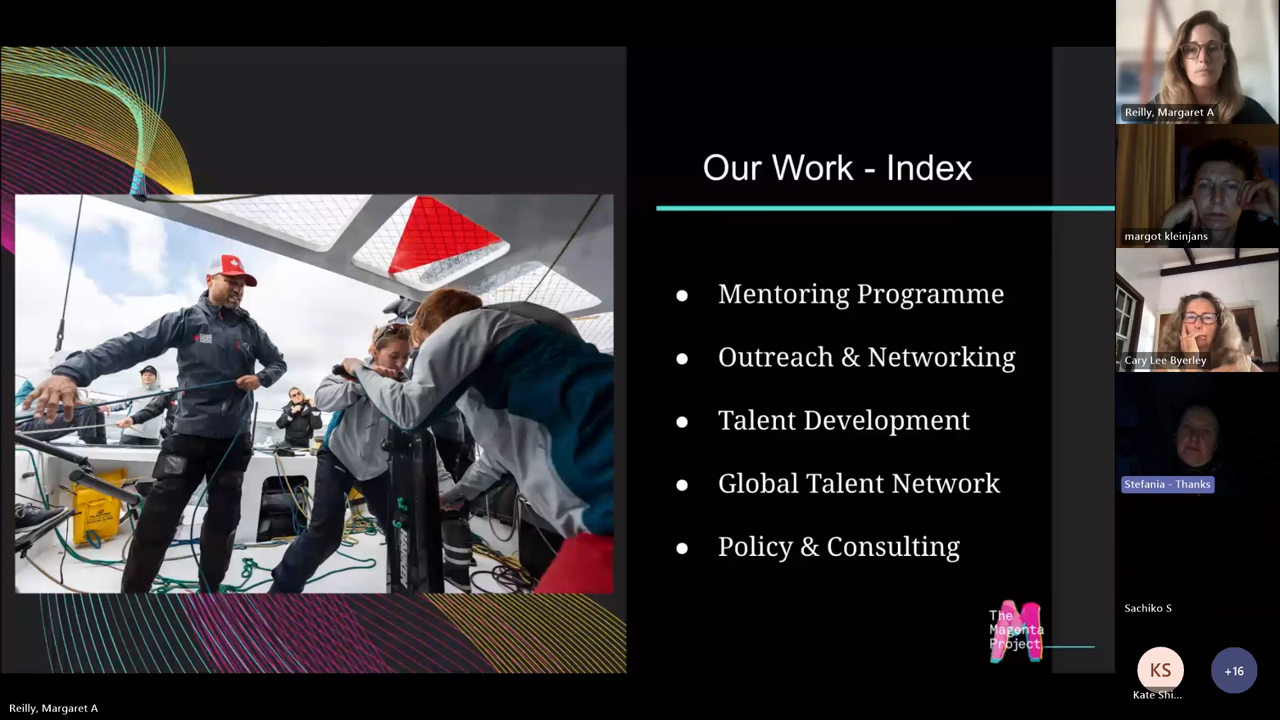 Our Work - Index
● Mentoring Programme
● Outreach & Networking
● Talent Development
● Global Talent Network
● Policy & Consulting
The
Magenta
Project
Reilly, Margaret A
margot kleinjans
Cary Lee Byerley
Stefania - Thanks
Sachiko S
KS
+16
Kate Shi...
Reilly, Margaret A